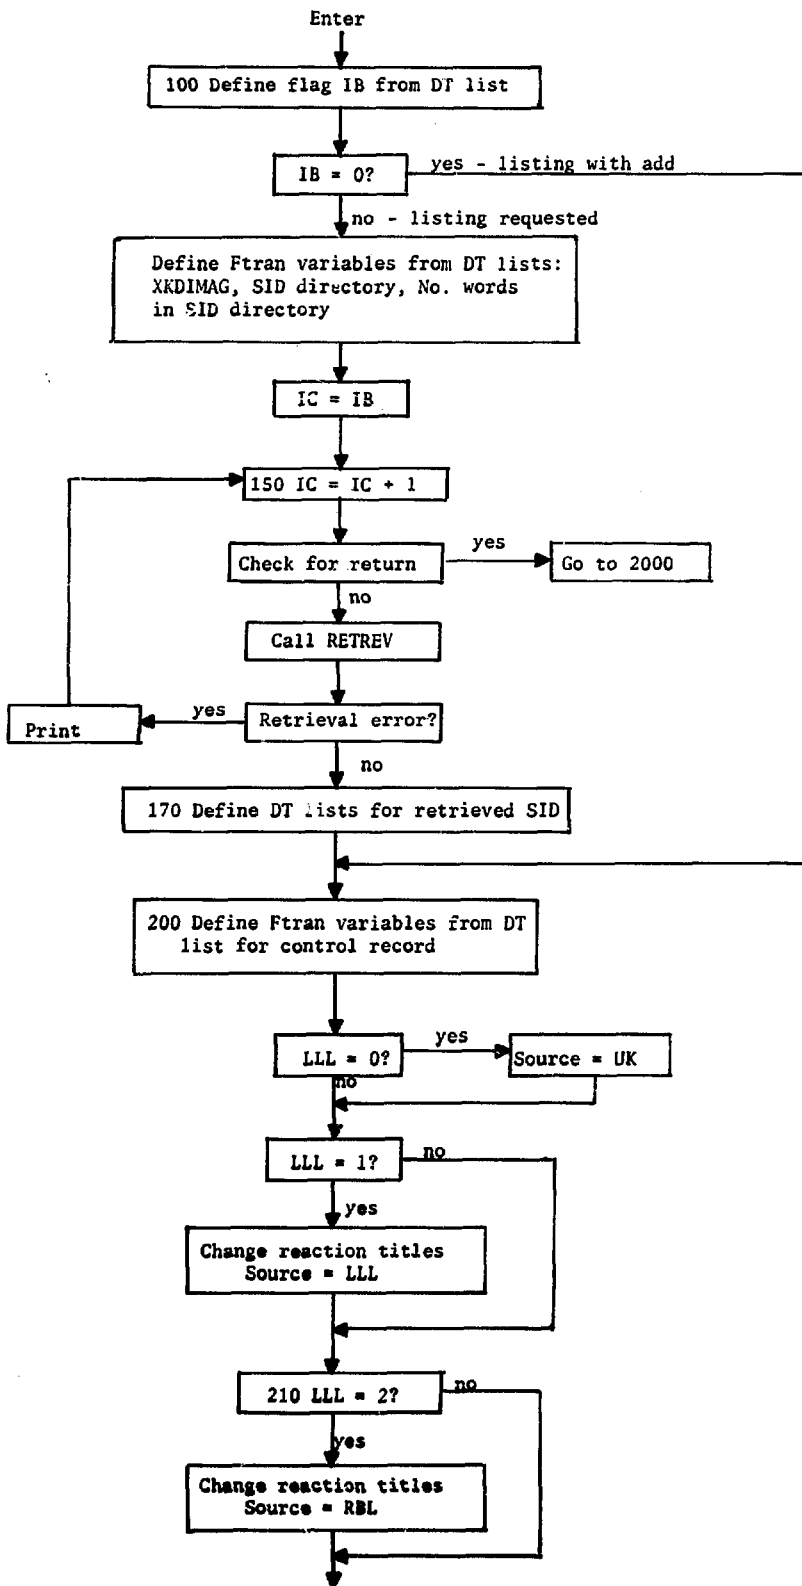 Enter
100 Define flag IB from DT list
IB = 0?
yes - listing with add
no - listing requested
Define Ftran variables from DT lists:
XKDIMAG, SID directory, No. words
in SID directory
IC = IB
150 IC = IC + 1
Check for return
yes
Go to 2000
no
Call RETREV
Retrieval error?
yes
Print
no
170 Define DT lists for retrieved SID
200 Define Ftran variables from DT
list for control record
LLL = 0?
yes
Source = UK
no
LLL = 1?
no
yes
Change reaction titles
Source = LLL
210 LLL = 2?
no
yes
Change reaction titles
Source = RBL